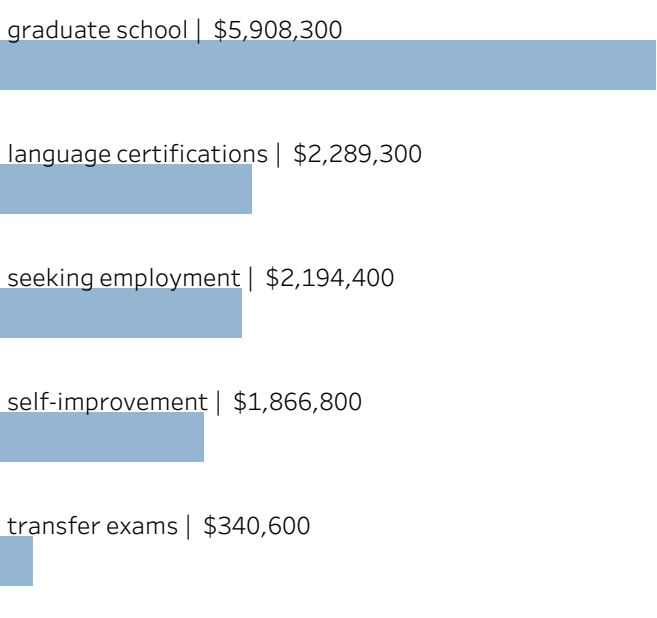 graduate school | $5,908,300
language certifications | $2,289,300
seeking employment | $2,194,400
self-improvement | $1,866,800
transfer exams | $340,600